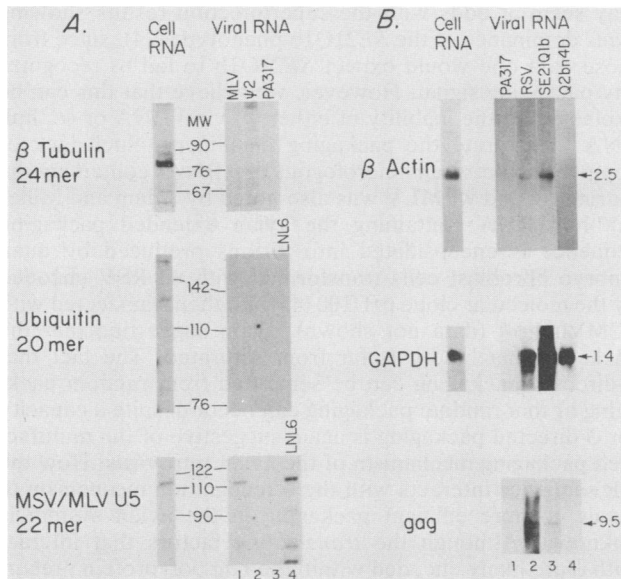 A.
Cell
RNA
Viral RNA
MLV
ψ2
PA317
MW
β Tubulin
24 mer
90
76
67
LNL6
Ubiquitin
20 mer
142
110
76
LNL6
MSV/MLV U5
22 mer
122
110
90
1 2 3 4
B.
Cell
RNA
Viral RNA
PA317
RSV
SE21Q1b
Q2bn4D
β Actin
2.5
GAPDH
1.4
gag
9.5
1 2 3 4